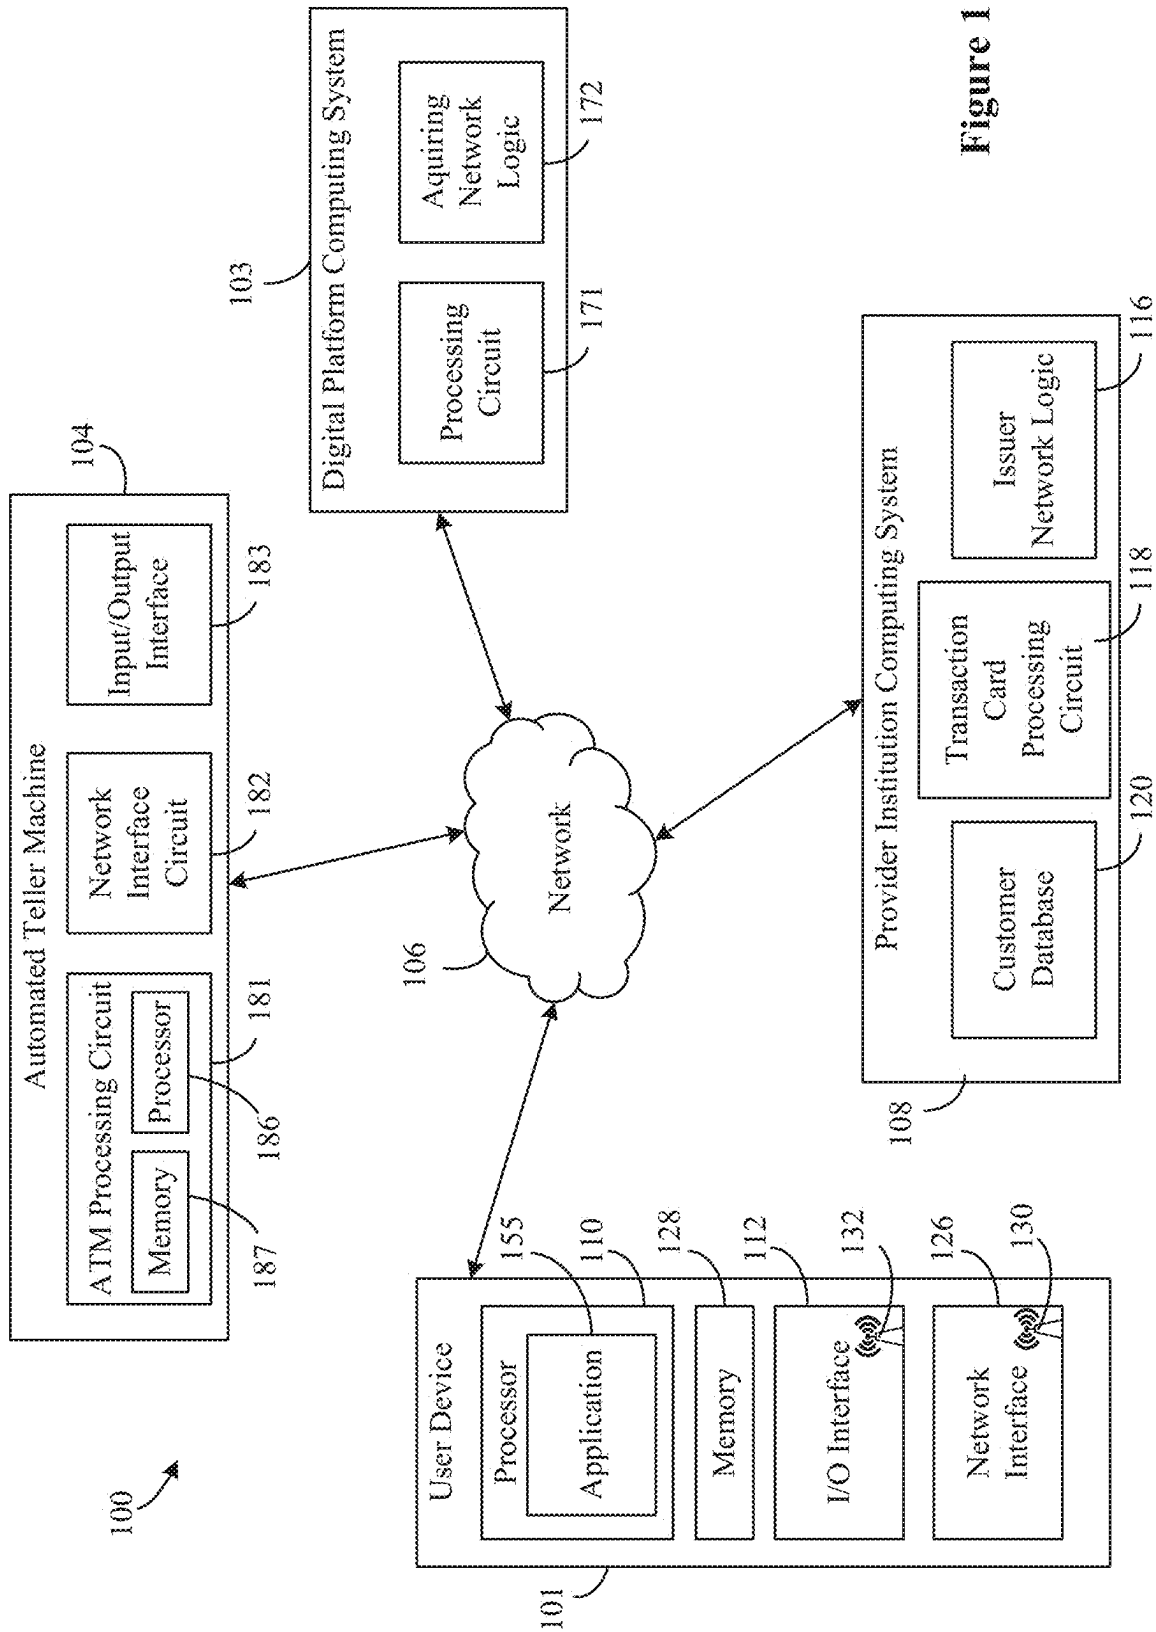 100
104
Automated Teller Machine
ATM Processing Circuit
Memory
Processor
187
186
181
Network
Interface
Circuit
182
Input/Output
Interface
183
103
Digital Platform Computing System
Processing
Circuit
171
Aquiring
Network
Logic
172
106
Network
101
User Device
Processor
Application
155
110
Memory
128
I/O Interface
112
132
Network
Interface
126
130
108
Provider Institution Computing System
Customer
Database
120
Transaction
Card
Processing
Circuit
118
Issuer
Network Logic
116
Figure 1